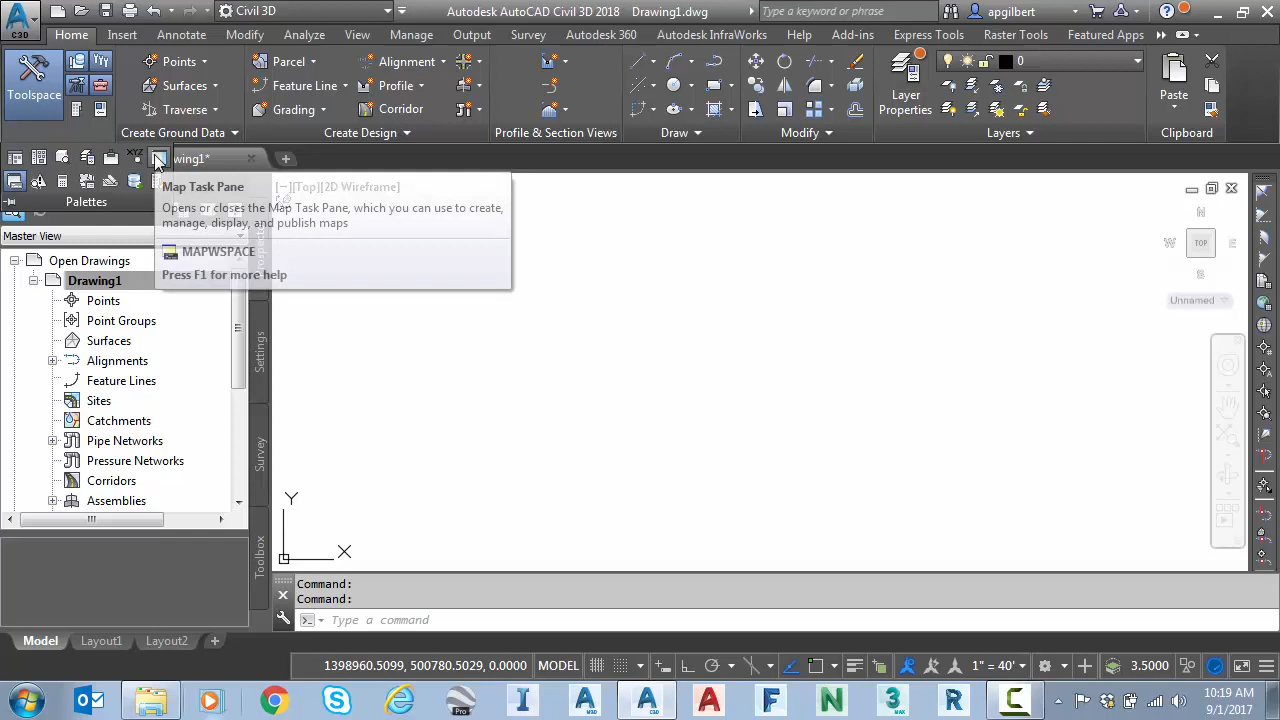 C3D
Civil 3D
Autodesk AutoCAD Civil 3D 2018 Drawing1.dwg
Type a keyword or phrase
apgilbert
Home Insert Annotate Modify Analyze View Manage Output Survey Autodesk 360 Autodesk InfraWorks Help Add-ins Express Tools Raster Tools Featured Apps
Toolspace
Points
Surfaces
Traverse
Create Ground Data
Parcel
Feature Line
Grading
Alignment
Profile
Corridor
Create Design
Profile & Section Views
Draw
Modify
Layer
Properties
0
Layers
Paste
Clipboard
XYZ
wing1*
Palettes
Map Task Pane
[−][Top][2D Wireframe]
Opens or closes the Map Task Pane, which you can use to create,
manage, display, and publish maps
MAPWSPACE
Press F1 for more help
Master View
Open Drawings
Drawing1
Points
Point Groups
Surfaces
Alignments
Feature Lines
Sites
Catchments
Pipe Networks
Pressure Networks
Corridors
Assemblies
Settings
Survey
Toolbox
N
W TOP E
S
Unnamed
Y
X
Command:
Command:
Type a command
Model Layout1 Layout2
1398960.5099, 500780.5029, 0.0000 MODEL 1" = 40' 3.5000
Pro
10:19 AM
9/1/2017